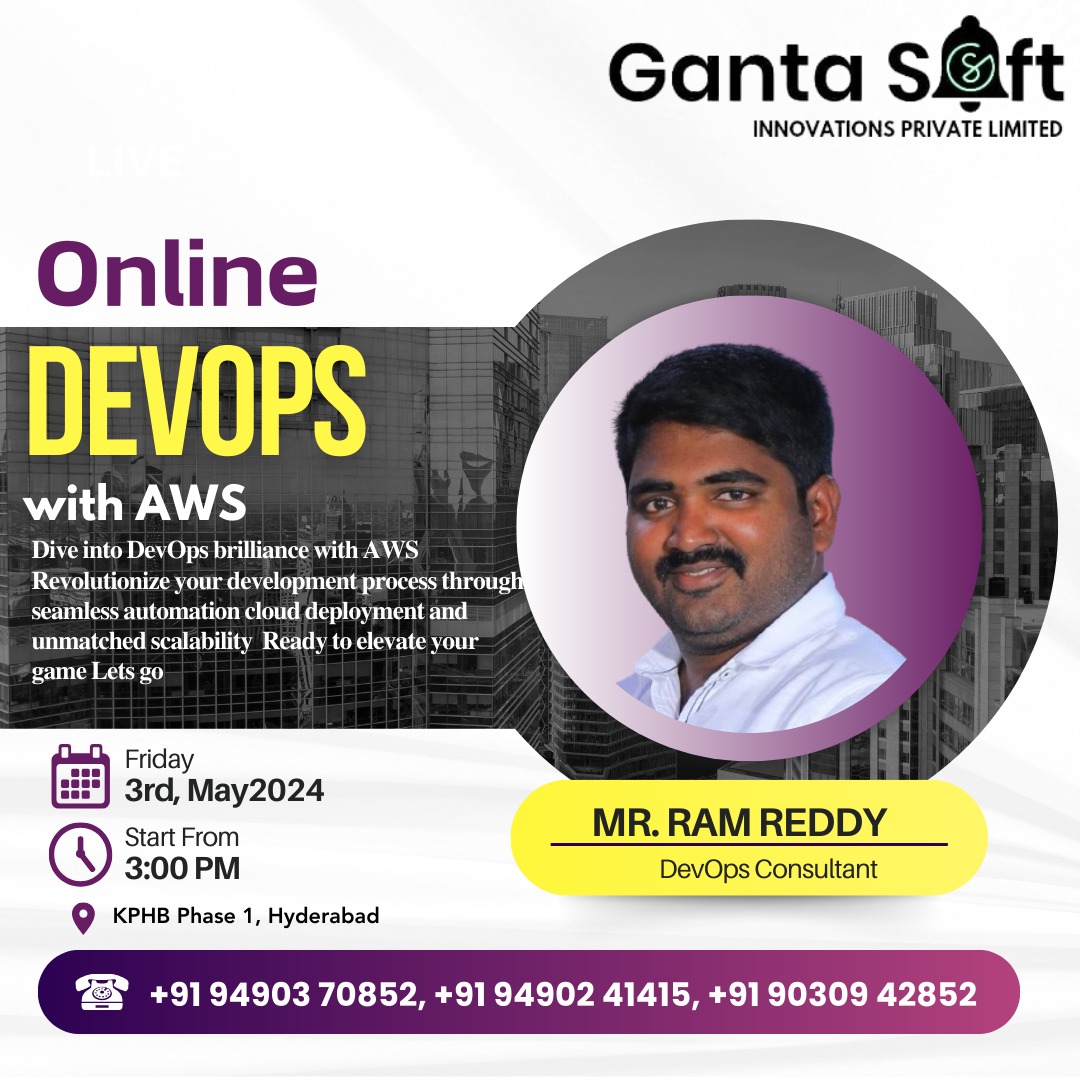 Ganta Soft
INNOVATIONS PRIVATE LIMITED
LIVE
Online
DEVOPS
with AWS
Dive into DevOps brilliance with AWS
Revolutionize your development process through
seamless automation cloud deployment and
unmatched scalability  Ready to elevate your
game Lets go
Friday
3rd, May2024
Start From
3:00 PM
KPHB Phase 1, Hyderabad
MR. RAM REDDY
DevOps Consultant
+91 94903 70852, +91 94902 41415, +91 90309 42852